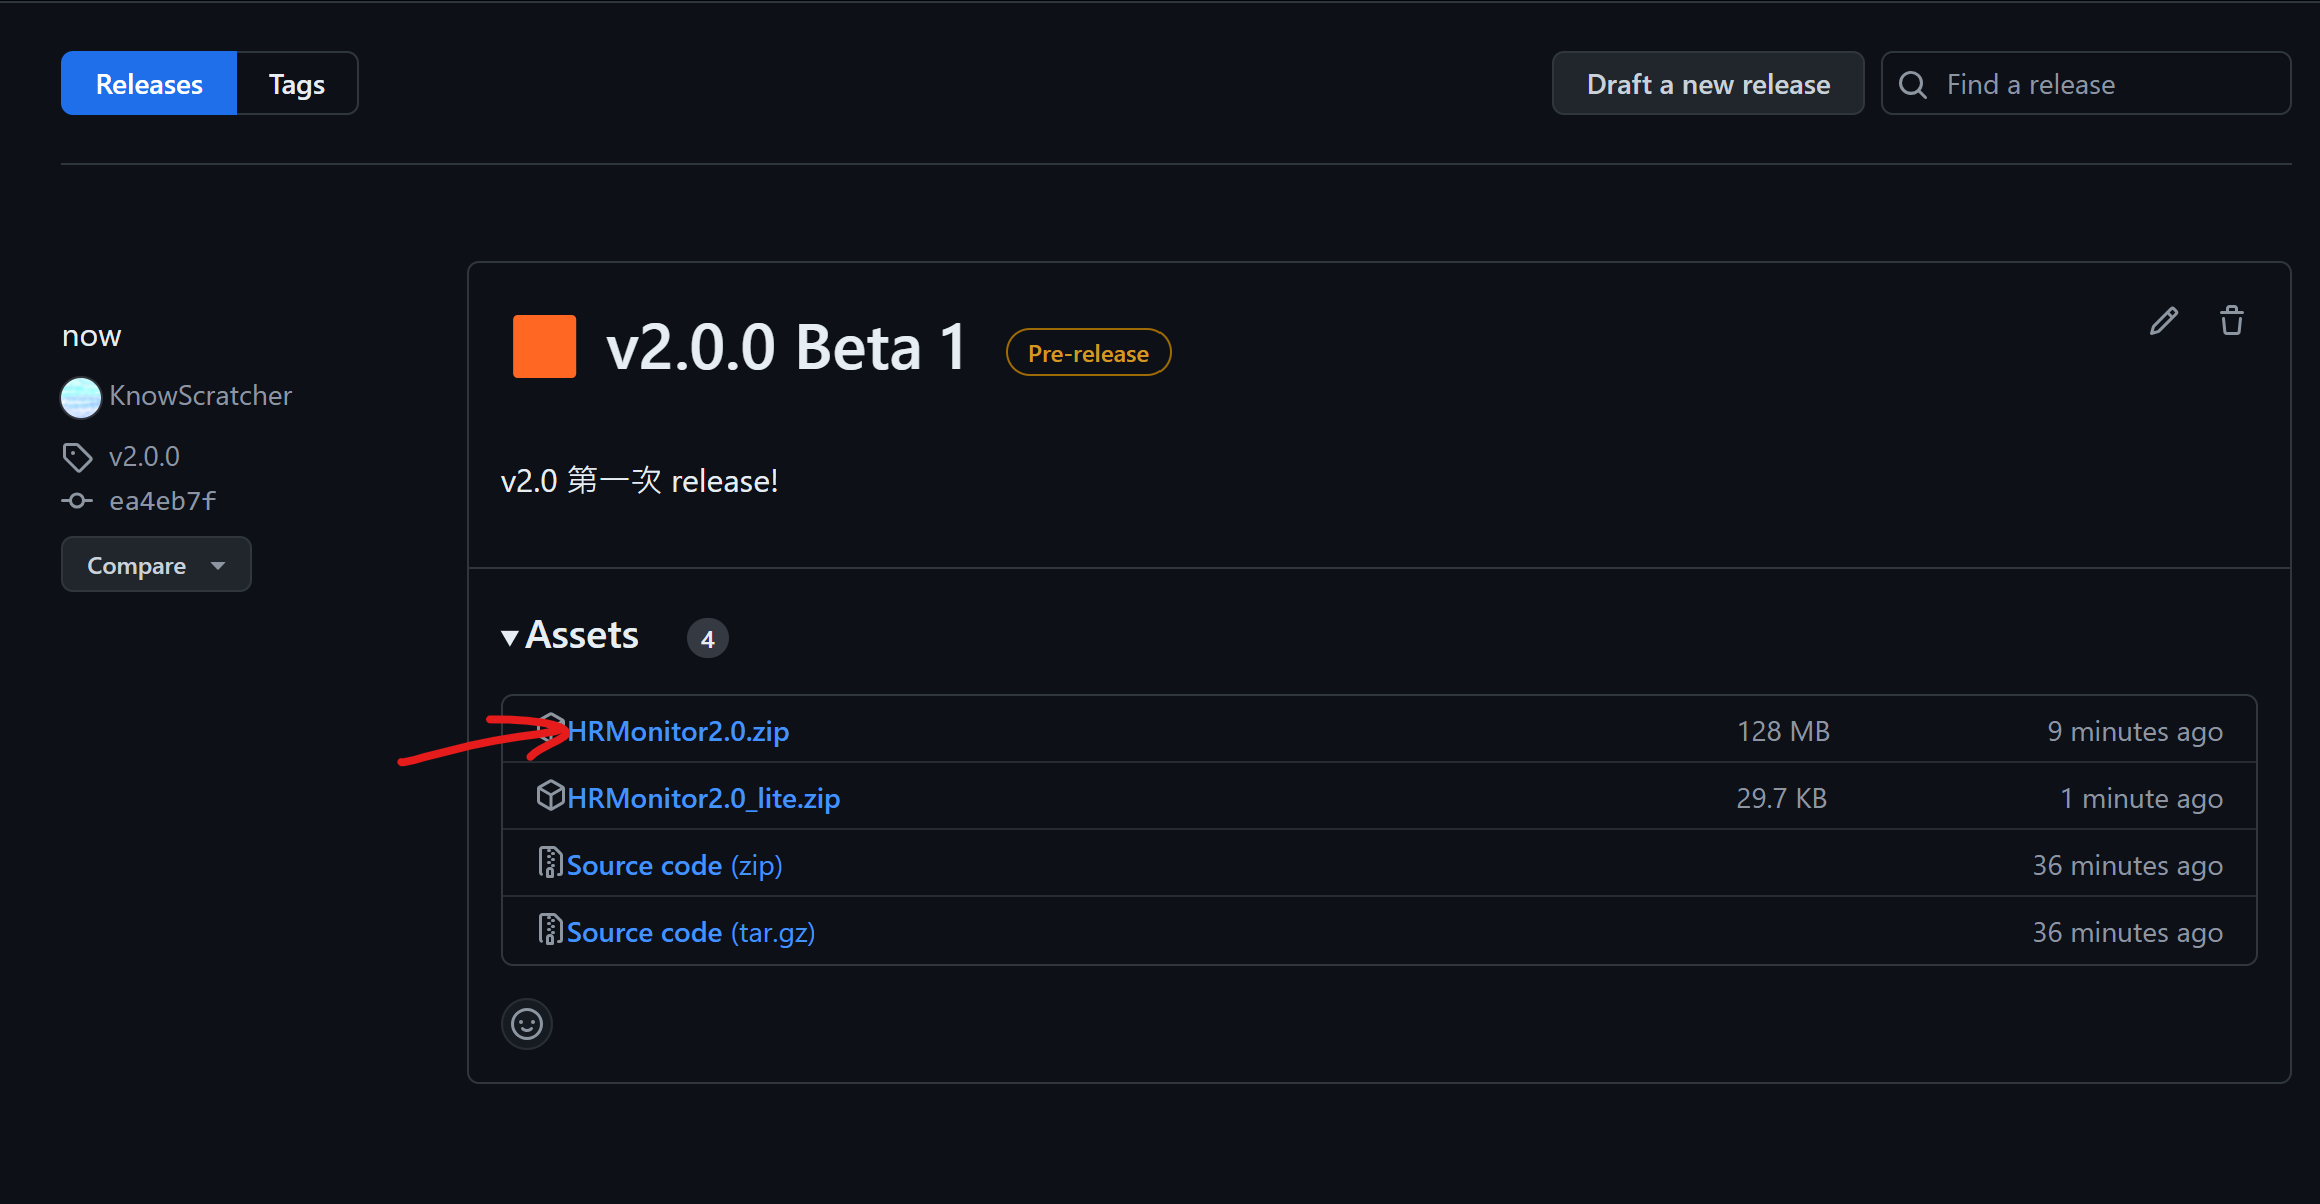 Releases Tags Draft a new release Find a release
now
KnowScratcher
v2.0.0
ea4eb7f
Compare
v2.0.0 Beta 1 Pre-release
v2.0 第一次 release!
Assets 4
HRMonitor2.0.zip 128 MB 9 minutes ago
HRMonitor2.0_lite.zip 29.7 KB 1 minute ago
Source code (zip) 36 minutes ago
Source code (tar.gz) 36 minutes ago